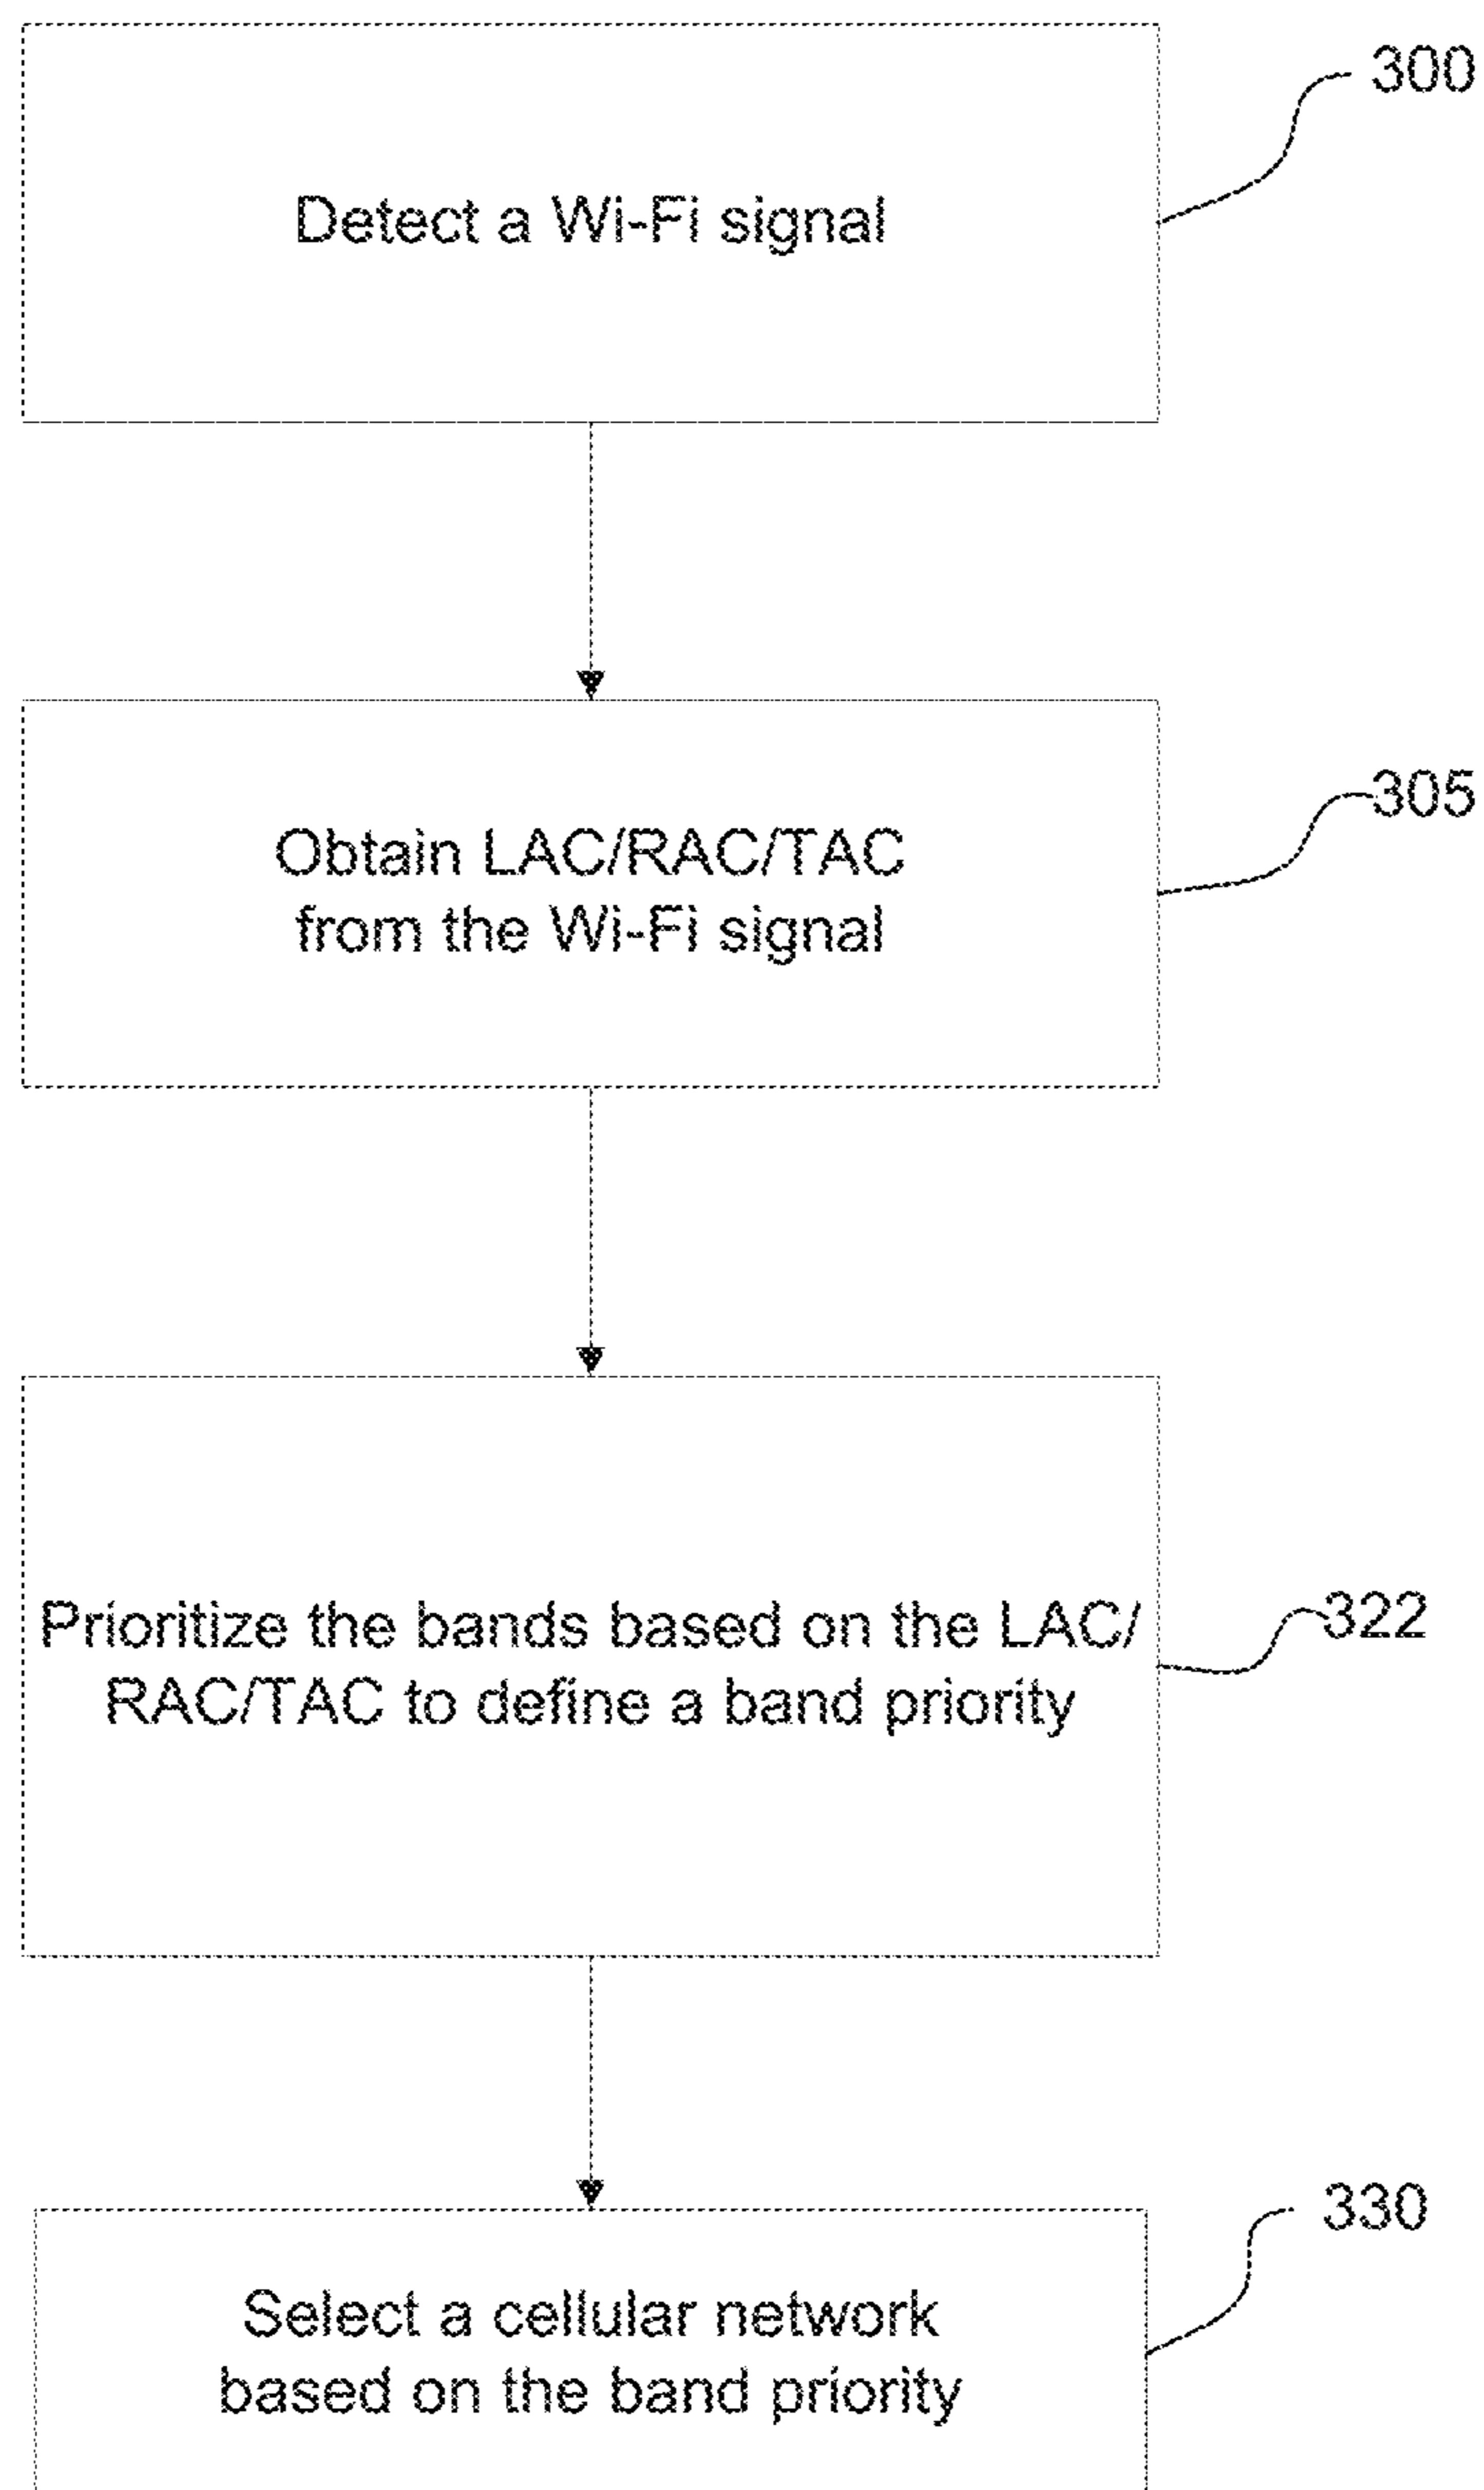 300
Detect a Wi-Fi signal
305
Obtain LAC/RAC/TAC
from the Wi-Fi signal
322
Prioritize the bands based on the LAC/
RAC/TAC to define a band priority
330
Select a cellular network
based on the band priority